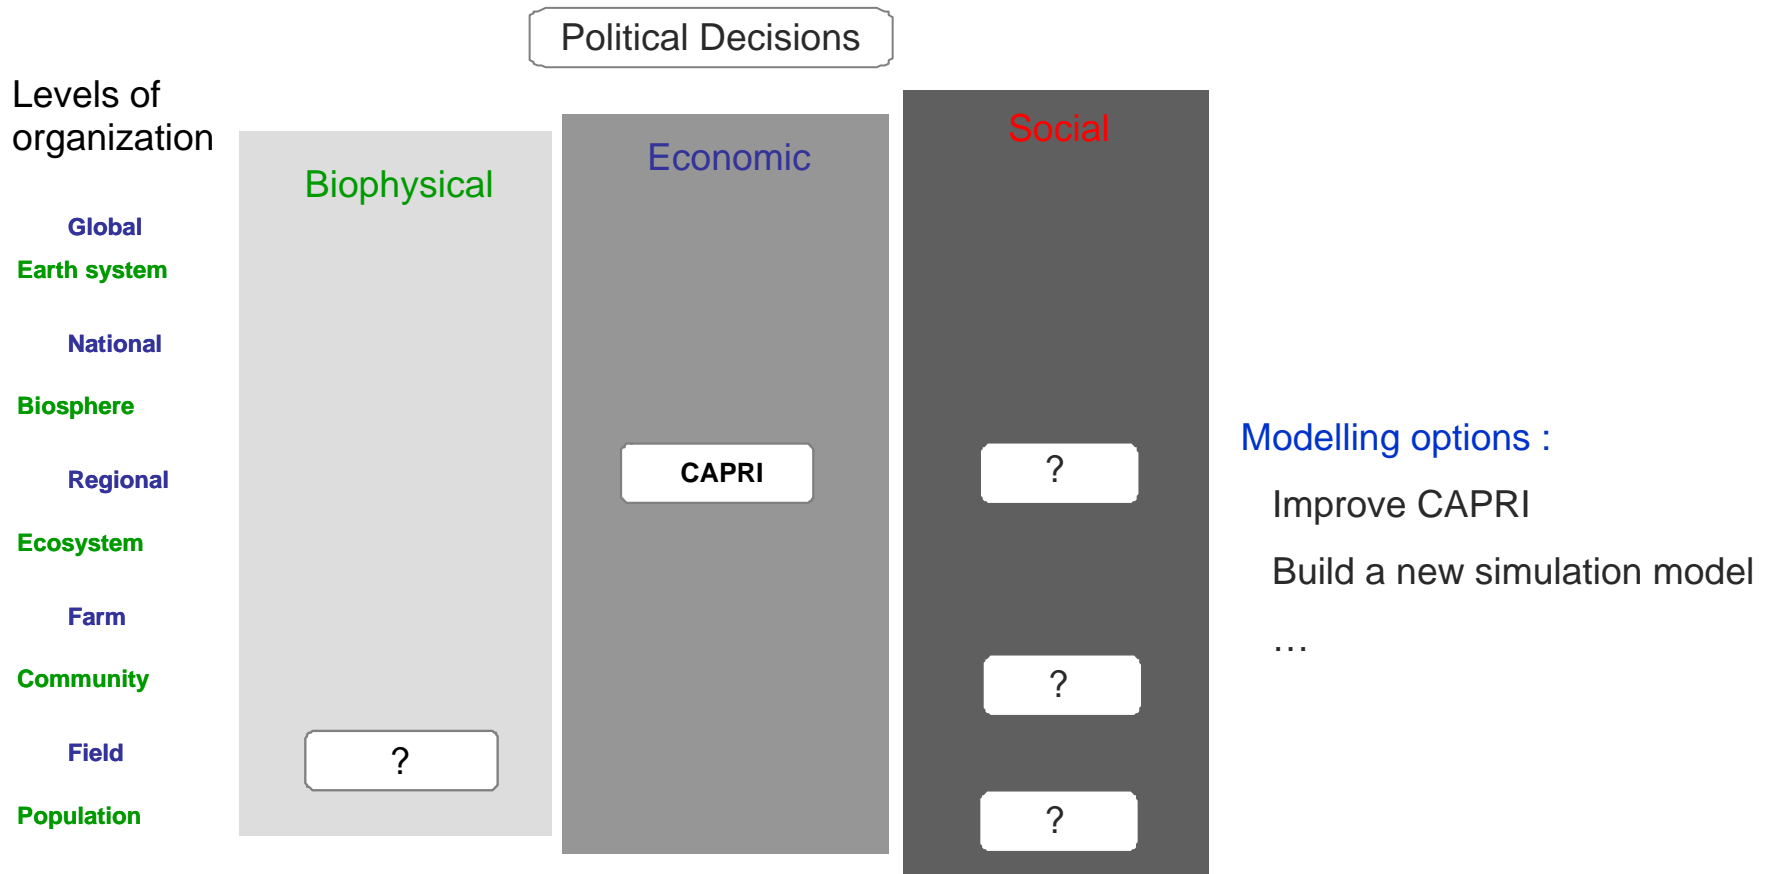 Political Decisions
Levels of
organization
Biophysical
Economic
Social
Global
Earth system
National
Biosphere
Regional
Ecosystem
Farm
Community
Field
Population
CAPRI
?
?
?
?
Modelling options :
Improve CAPRI
Build a new simulation model
…